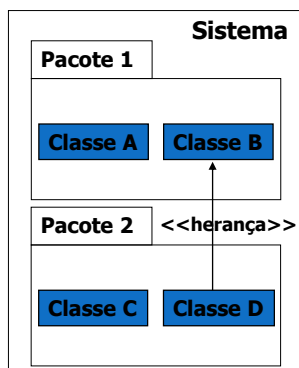 Sistema
Pacote 1
Classe A Classe B
Pacote 2 <<herança>>
Classe C Classe D